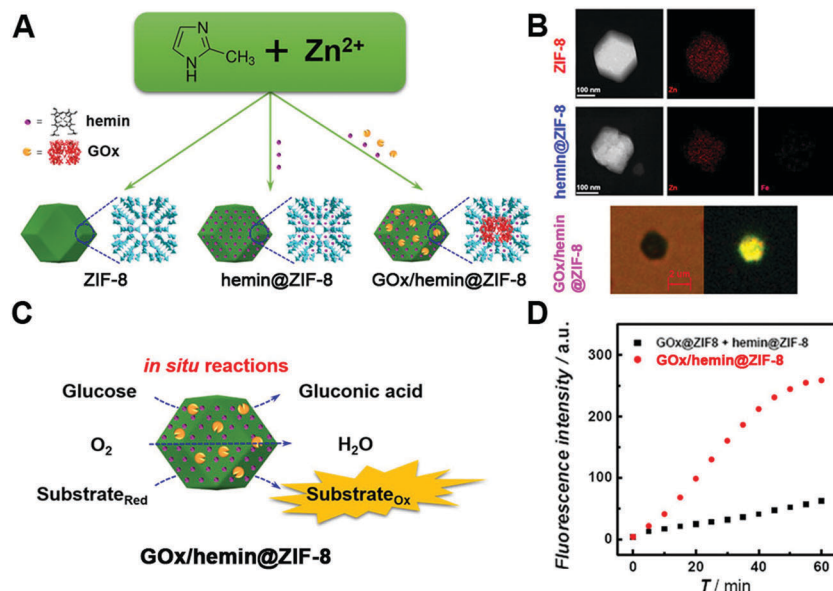 A
N
N
H
CH₃
+ Zn²⁺
= hemin
= GOx
ZIF-8
hemin@ZIF-8
GOx/hemin@ZIF-8
B
ZIF-8
100 nm
Zn
hemin@ZIF-8
100 nm
Zn
Fe
GOx/hemin
@ZIF-8
C
in situ reactions
Glucose
Gluconic acid
O₂
H₂O
Substrate_Red
Substrate_Ox
GOx/hemin@ZIF-8
D
GOx@ZIF8 + hemin@ZIF-8
GOx/hemin@ZIF-8
Fluorescence intensity / a.u.
300
200
100
0
0
20
40
60
T / min